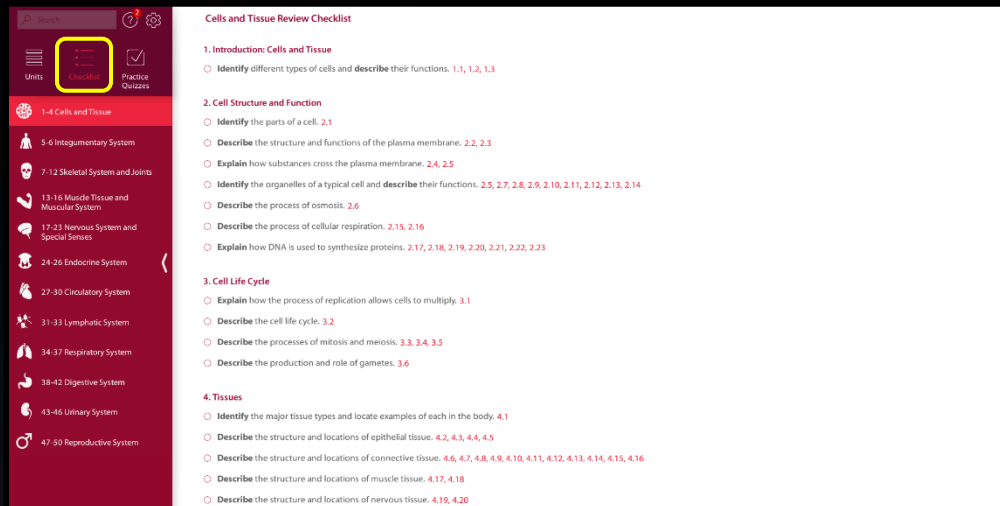 Search
?
2
Units
Checklist
Practice
Quizzes
1-4 Cells and Tissue
5-6 Integumentary System
7-12 Skeletal System and Joints
13-16 Muscle Tissue and
Muscular System
17-23 Nervous System and
Special Senses
24-26 Endocrine System
27-30 Circulatory System
31-33 Lymphatic System
34-37 Respiratory System
38-42 Digestive System
43-46 Urinary System
47-50 Reproductive System
Cells and Tissue Review Checklist
1. Introduction: Cells and Tissue
Identify different types of cells and describe their functions. 1.1, 1.2, 1.3
2. Cell Structure and Function
Identify the parts of a cell. 2.1
Describe the structure and functions of the plasma membrane. 2.2, 2.3
Explain how substances cross the plasma membrane. 2.4, 2.5
Identify the organelles of a typical cell and describe their functions. 2.5, 2.7, 2.8, 2.9, 2.10, 2.11, 2.12, 2.13, 2.14
Describe the process of osmosis. 2.6
Describe the process of cellular respiration. 2.15, 2.16
Explain how DNA is used to synthesize proteins. 2.17, 2.18, 2.19, 2.20, 2.21, 2.22, 2.23
3. Cell Life Cycle
Explain how the process of replication allows cells to multiply. 3.1
Describe the cell life cycle. 3.2
Describe the processes of mitosis and meiosis. 3.3, 3.4, 3.5
Describe the production and role of gametes. 3.6
4. Tissues
Identify the major tissue types and locate examples of each in the body. 4.1
Describe the structure and locations of epithelial tissue. 4.2, 4.3, 4.4, 4.5
Describe the structure and locations of connective tissue. 4.6, 4.7, 4.8, 4.9, 4.10, 4.11, 4.12, 4.13, 4.14, 4.15, 4.16
Describe the structure and locations of muscle tissue. 4.17, 4.18
Describe the structure and locations of nervous tissue. 4.19, 4.20